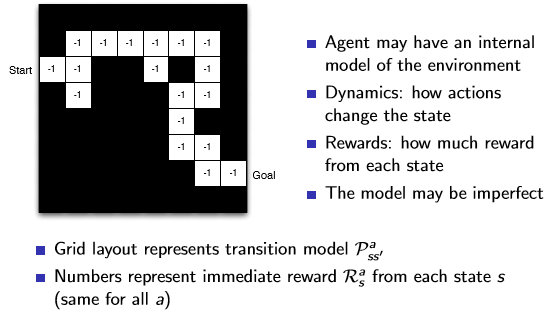 -1 -1 -1 -1 -1 -1
Start -1 -1 -1 -1
-1 -1 -1
-1
-1 -1
-1 -1 Goal
Agent may have an internal
model of the environment
Dynamics: how actions
change the state
Rewards: how much reward
from each state
The model may be imperfect
Grid layout represents transition model 𝒫ᵃₛₛ′
Numbers represent immediate reward ℛᵃₛ from each state s
(same for all a)